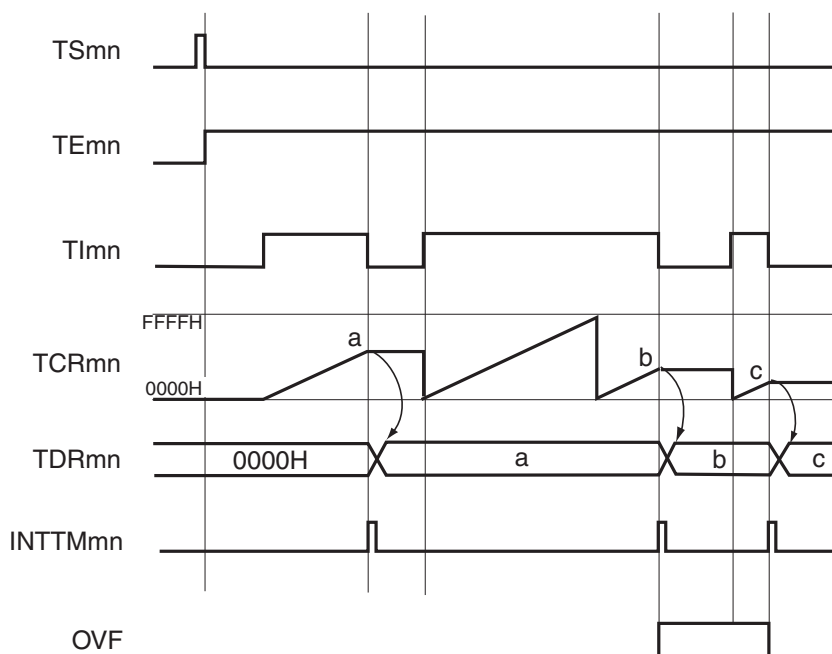 TSmn
TEmn
TImn
FFFFH
a
b
TCRmn
c
0000H
TDRmn
0000H
a
b
c
INTTMmn
OVF